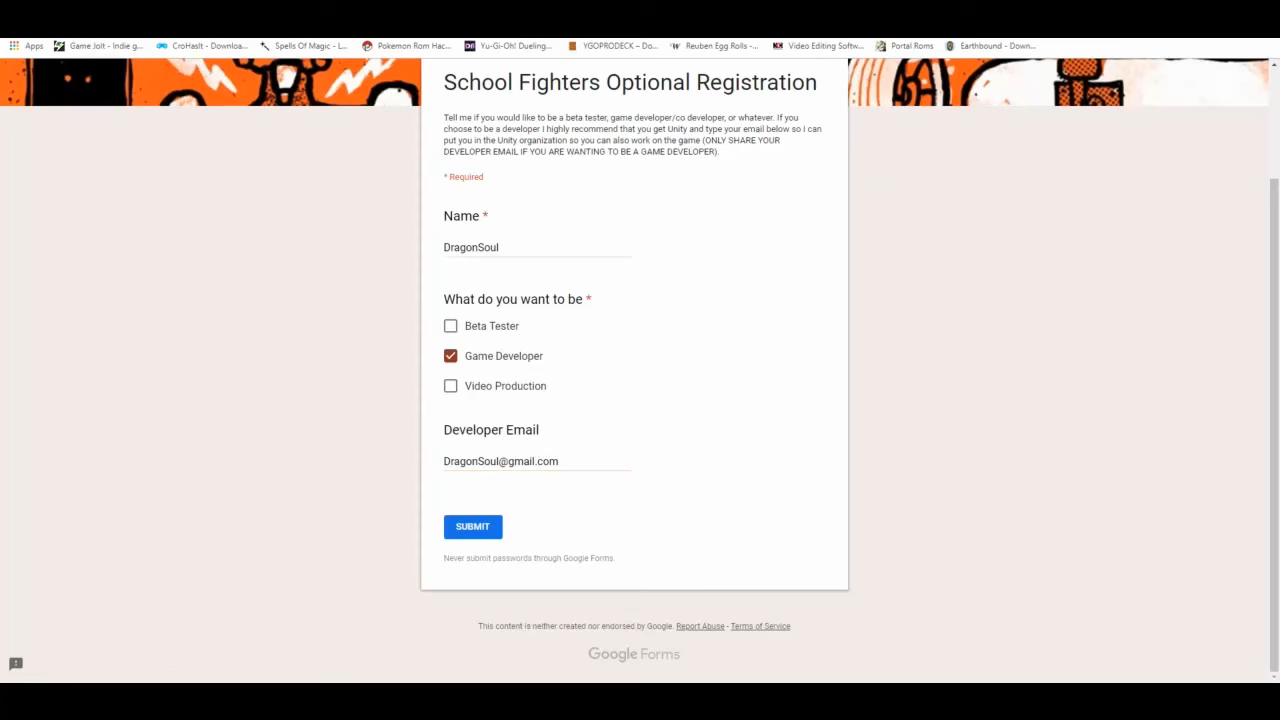 Apps Game Jolt - Indie g... CroHasIt - Downloa... Spells Of Magic - L... Pokemon Rom Hac... Yu-Gi-Oh! Dueling... YGOPRODECK – Do... Reuben Egg Rolls -... Video Editing Softw... Portal Roms Earthbound - Down...
School Fighters Optional Registration
Tell me if you would like to be a beta tester, game developer/co developer, or whatever. If you
choose to be a developer I highly recommend that you get Unity and type your email below so I can
put you in the Unity organization so you can also work on the game (ONLY SHARE YOUR
DEVELOPER EMAIL IF YOU ARE WANTING TO BE A GAME DEVELOPER).
* Required
Name *
DragonSoul
What do you want to be *
Beta Tester
Game Developer
Video Production
Developer Email
DragonSoul@gmail.com
SUBMIT
Never submit passwords through Google Forms.
This content is neither created nor endorsed by Google. Report Abuse - Terms of Service
Google Forms